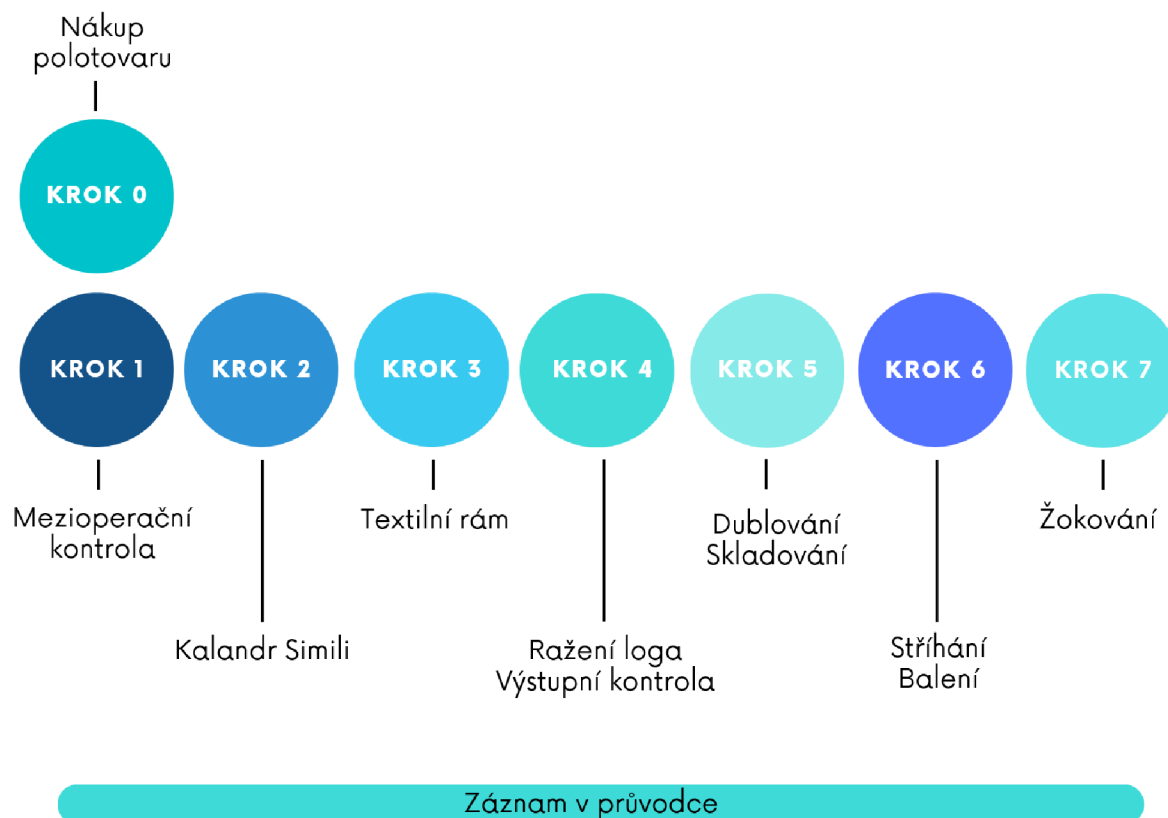 Nákup
polotovaru
KROK 0
KROK 1
KROK 2
KROK 3
KROK 4
KROK 5
KROK 6
KROK 7
Mezioperační
kontrola
Kalandr Simili
Textilní rám
Ražení loga
Výstupní kontrola
Dublování
Skladování
Stříhání
Balení
Žokování
Záznam v průvodce